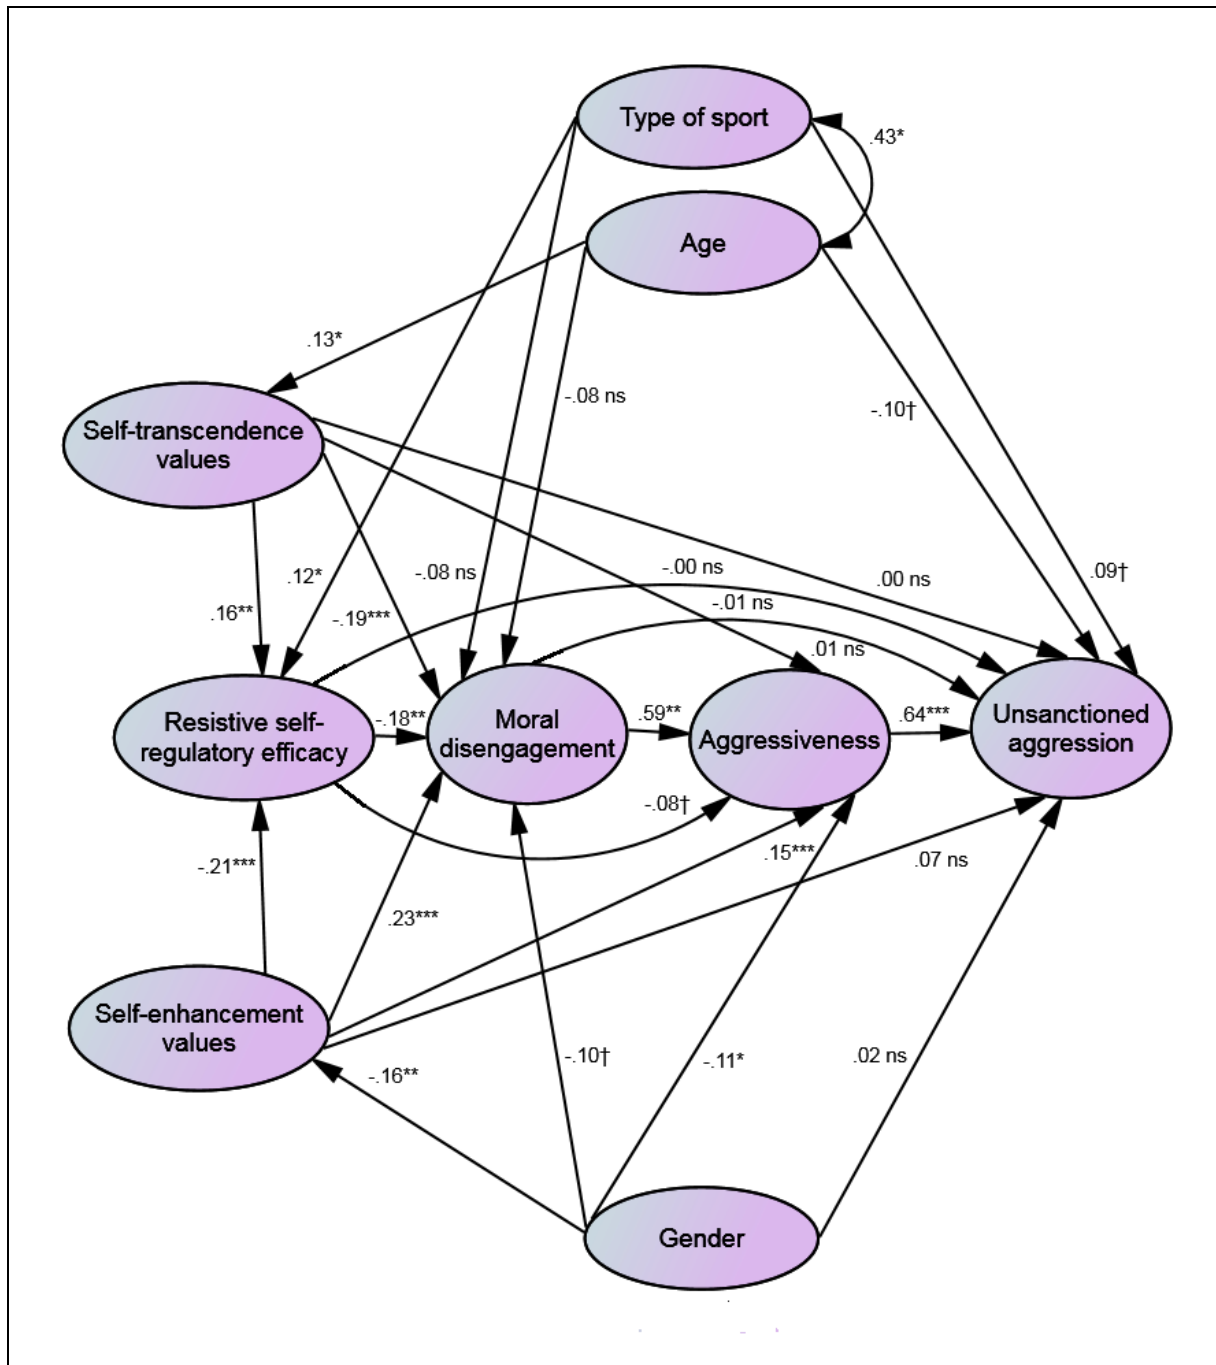 Type of sport
.43*
Age
.13*
-.08 ns
-.10†
Self-transcendence
values
.12*
-.08 ns
-.00 ns
.00 ns
.09†
.16**
-.19***
-.01 ns
.01 ns
Resistive self-
regulatory efficacy
-.18**
Moral
disengagement
.59**
Aggressiveness
.64***
Unsanctioned
aggression
-.08†
-.21***
.15***
.07 ns
.23***
Self-enhancement
values
-.16**
-.10†
-.11*
.02 ns
Gender